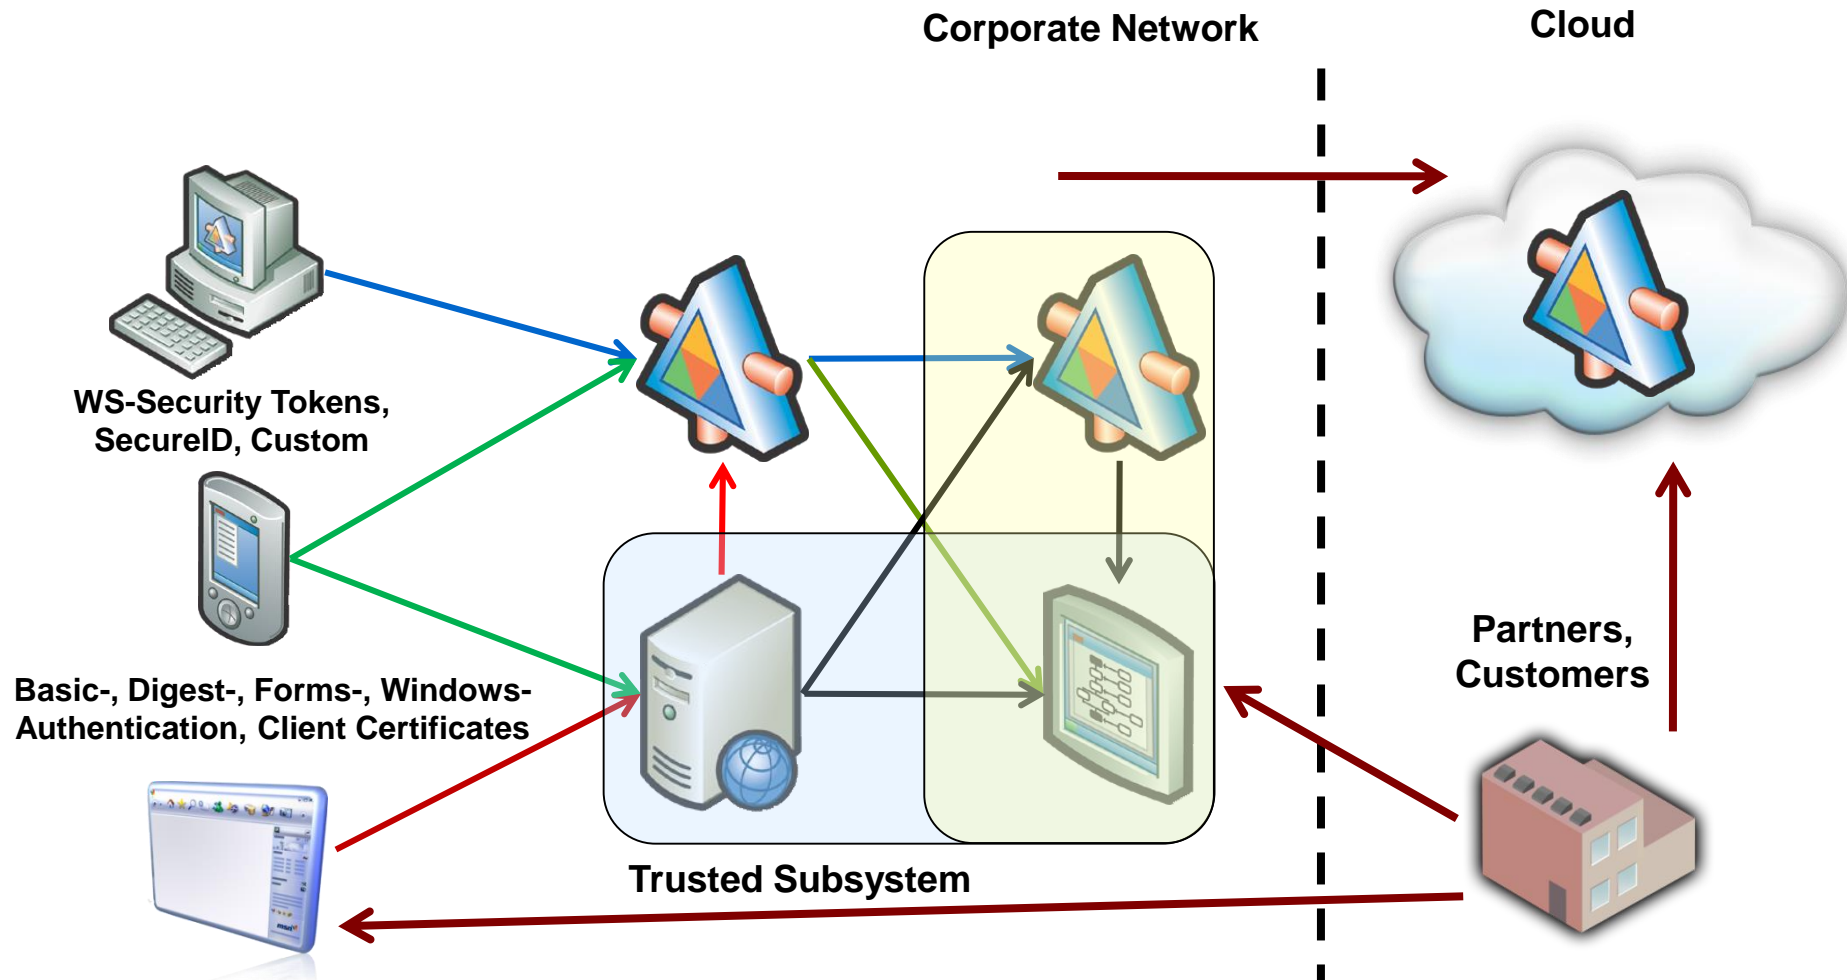 Corporate Network
Cloud
WS-Security Tokens,
SecureID, Custom
Partners,
Customers
Basic-, Digest-, Forms-, Windows-
Authentication, Client Certificates
Trusted Subsystem
msn